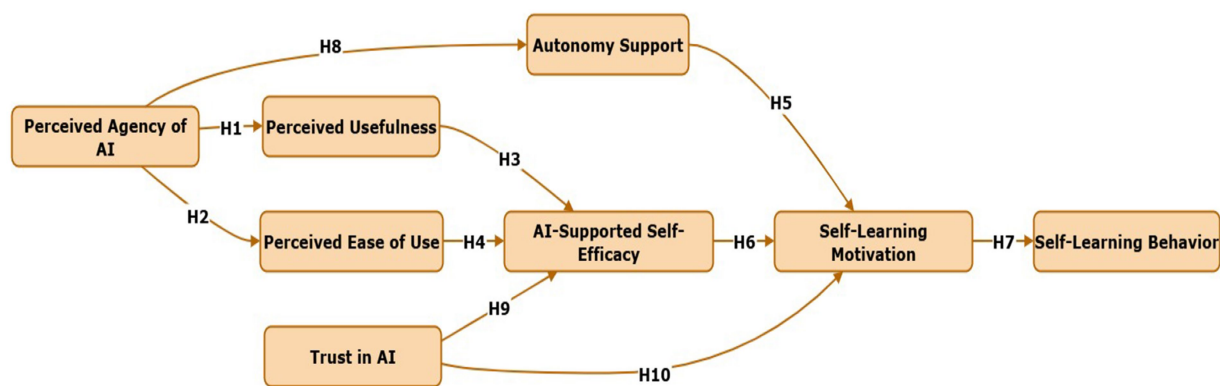 Autonomy Support
H8
H5
Perceived Agency of
AI
H1
Perceived Usefulness
H3
H2
Perceived Ease of Use
H4
AI-Supported Self-
Efficacy
H6
Self-Learning
Motivation
H7
Self-Learning Behavior
H9
Trust in AI
H10